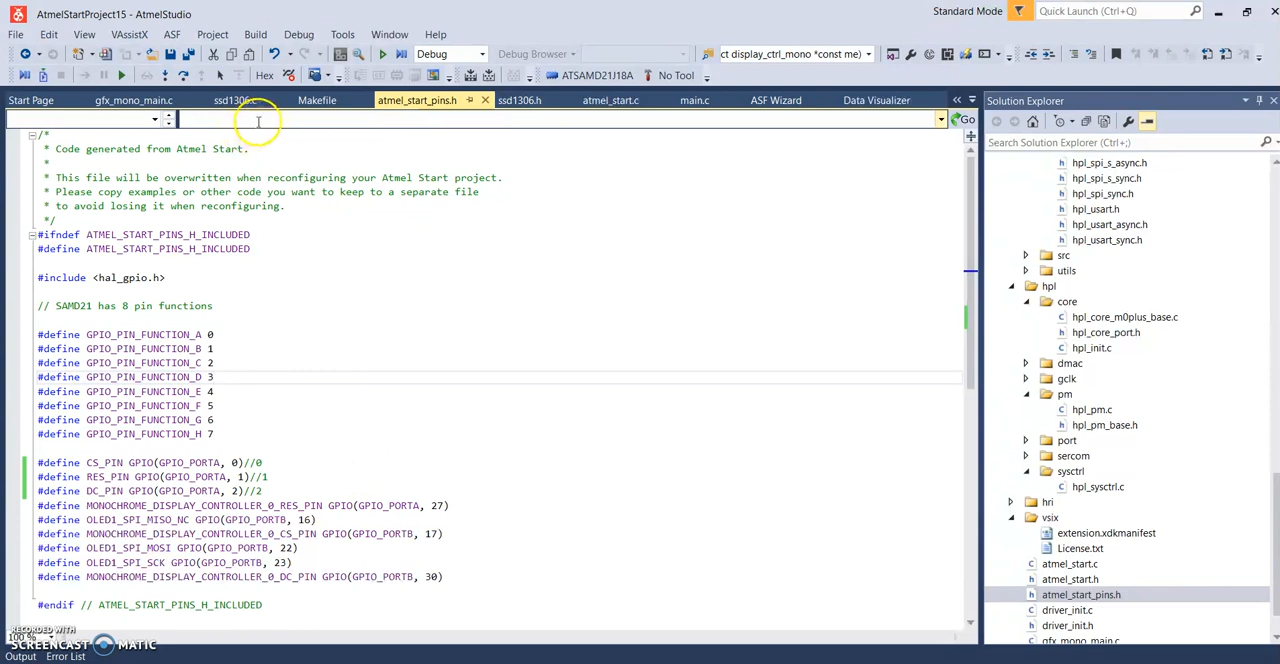 AtmelStartProject15 - AtmelStudio
Standard Mode
Quick Launch (Ctrl+Q)
File Edit View VAssistX ASF Project Build Debug Tools Window Help
Debug
Debug Browser
ct display_ctrl_mono *const me)
Hex
ATSAMD21J18A
No Tool
Start Page gfx_mono_main.c ssd1306.c Makefile atmel_start_pins.h ssd1306.h atmel_start.c main.c ASF Wizard Data Visualizer
Go
/*
* Code generated from Atmel Start.
*
* This file will be overwritten when reconfiguring your Atmel Start project.
* Please copy examples or other code you want to keep to a separate file
* to avoid losing it when reconfiguring.
*/
#ifndef ATMEL_START_PINS_H_INCLUDED
#define ATMEL_START_PINS_H_INCLUDED
#include <hal_gpio.h>
// SAMD21 has 8 pin functions
#define GPIO_PIN_FUNCTION_A 0
#define GPIO_PIN_FUNCTION_B 1
#define GPIO_PIN_FUNCTION_C 2
#define GPIO_PIN_FUNCTION_D 3
#define GPIO_PIN_FUNCTION_E 4
#define GPIO_PIN_FUNCTION_F 5
#define GPIO_PIN_FUNCTION_G 6
#define GPIO_PIN_FUNCTION_H 7
#define CS_PIN GPIO(GPIO_PORTA, 0)//0
#define RES_PIN GPIO(GPIO_PORTA, 1)//1
#define DC_PIN GPIO(GPIO_PORTA, 2)//2
#define MONOCHROME_DISPLAY_CONTROLLER_0_RES_PIN GPIO(GPIO_PORTA, 27)
#define OLED1_SPI_MISO_NC GPIO(GPIO_PORTB, 16)
#define MONOCHROME_DISPLAY_CONTROLLER_0_CS_PIN GPIO(GPIO_PORTB, 17)
#define OLED1_SPI_MOSI GPIO(GPIO_PORTB, 22)
#define OLED1_SPI_SCK GPIO(GPIO_PORTB, 23)
#define MONOCHROME_DISPLAY_CONTROLLER_0_DC_PIN GPIO(GPIO_PORTB, 30)
#endif // ATMEL_START_PINS_H_INCLUDED
100 %
RECORDED WITH
SCREENCAST MATIC
Output Error List
Solution Explorer
Search Solution Explorer (Ctrl+;)
hpl_spi_s_async.h
hpl_spi_s_sync.h
hpl_spi_sync.h
hpl_usart.h
hpl_usart_async.h
hpl_usart_sync.h
src
utils
hpl
core
hpl_core_m0plus_base.c
hpl_core_port.h
hpl_init.c
dmac
gclk
pm
hpl_pm.c
hpl_pm_base.h
port
sercom
sysctrl
hpl_sysctrl.c
hri
vsix
extension.xdkmanifest
License.txt
atmel_start.c
atmel_start.h
atmel_start_pins.h
driver_init.c
driver_init.h
gfx_mono_main.c